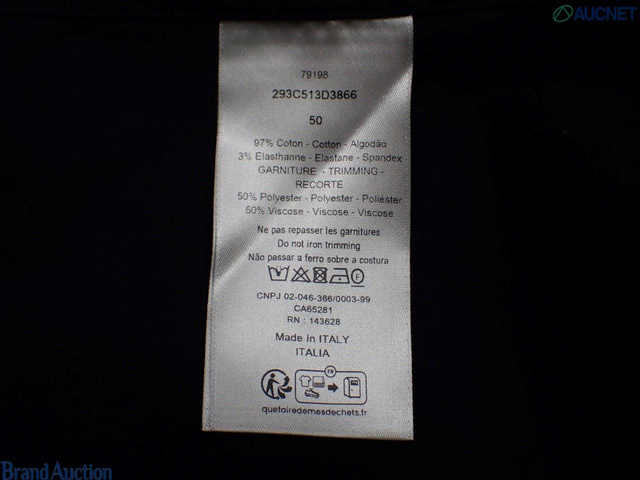 AUCNET
79198
293C513D3866
50
97% Coton - Cotton - Algodão
3% Elasthanne - Elastane - Spandex
GARNITURE - TRIMMING -
RECORTE
50% Polyester - Polyester - Poliéster
50% Viscose - Viscose - Viscose
Ne pas repasser les garnitures
Do not iron trimming
Não passar a ferro sobre a costura
F
CNPJ 02-046-366/0003-99
CA65281
RN : 143628
Made In ITALY
ITALIA
FR
quefairedemesdechets.fr
Brand Auction